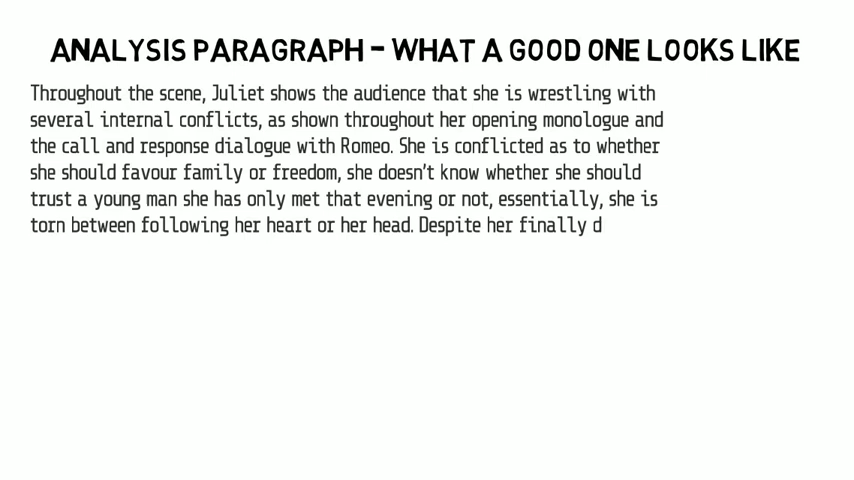 ANALYSIS PARAGRAPH - WHAT A GOOD ONE LOOKS LIKE
Throughout the scene, Juliet shows the audience that she is wrestling with
several internal conflicts, as shown throughout her opening monologue and
the call and response dialogue with Romeo. She is conflicted as to whether
she should favour family or freedom, she doesn't know whether she should
trust a young man she has only met that evening or not, essentially, she is
torn between following her heart or her head. Despite her finally d